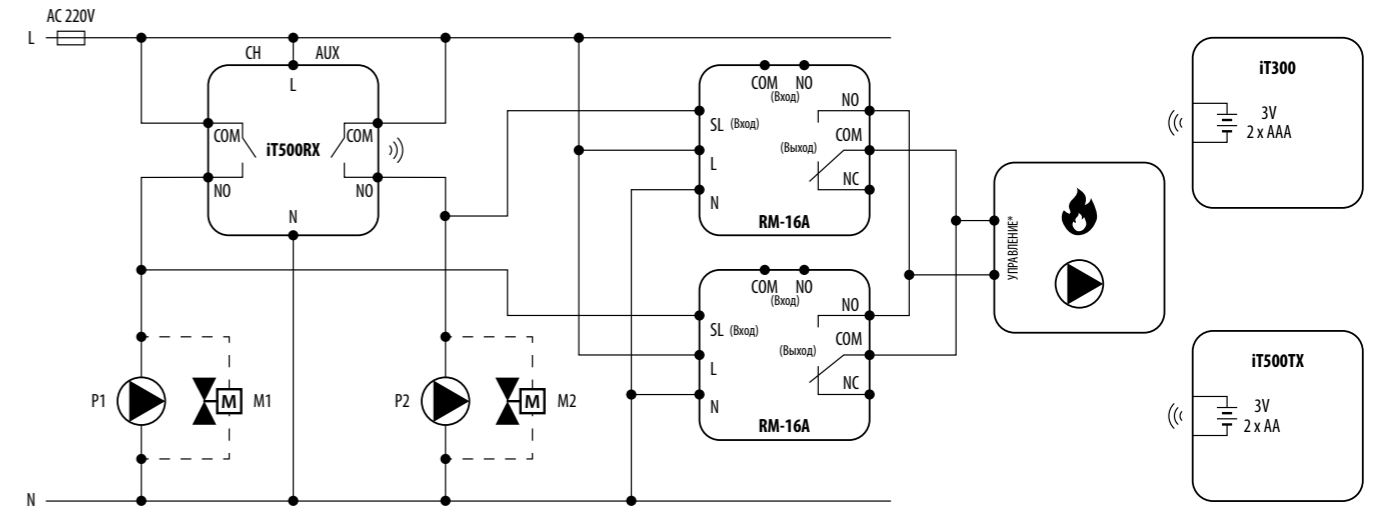 AC 220V
L
CH
AUX
L
COM
COM
iT500RX
NO
NO
N
P1
M
M1
P2
M
M2
N
COM NO
(Вход)
NO
SL (Вход)
COM
(Выход)
L
NC
N
RM-16A
COM NO
(Вход)
NO
SL (Вход)
COM
(Выход)
L
NC
N
RM-16A
УПРАВЛЕНИЕ*
iT300
3V
2 x AAA
iT500TX
3V
2 x AA